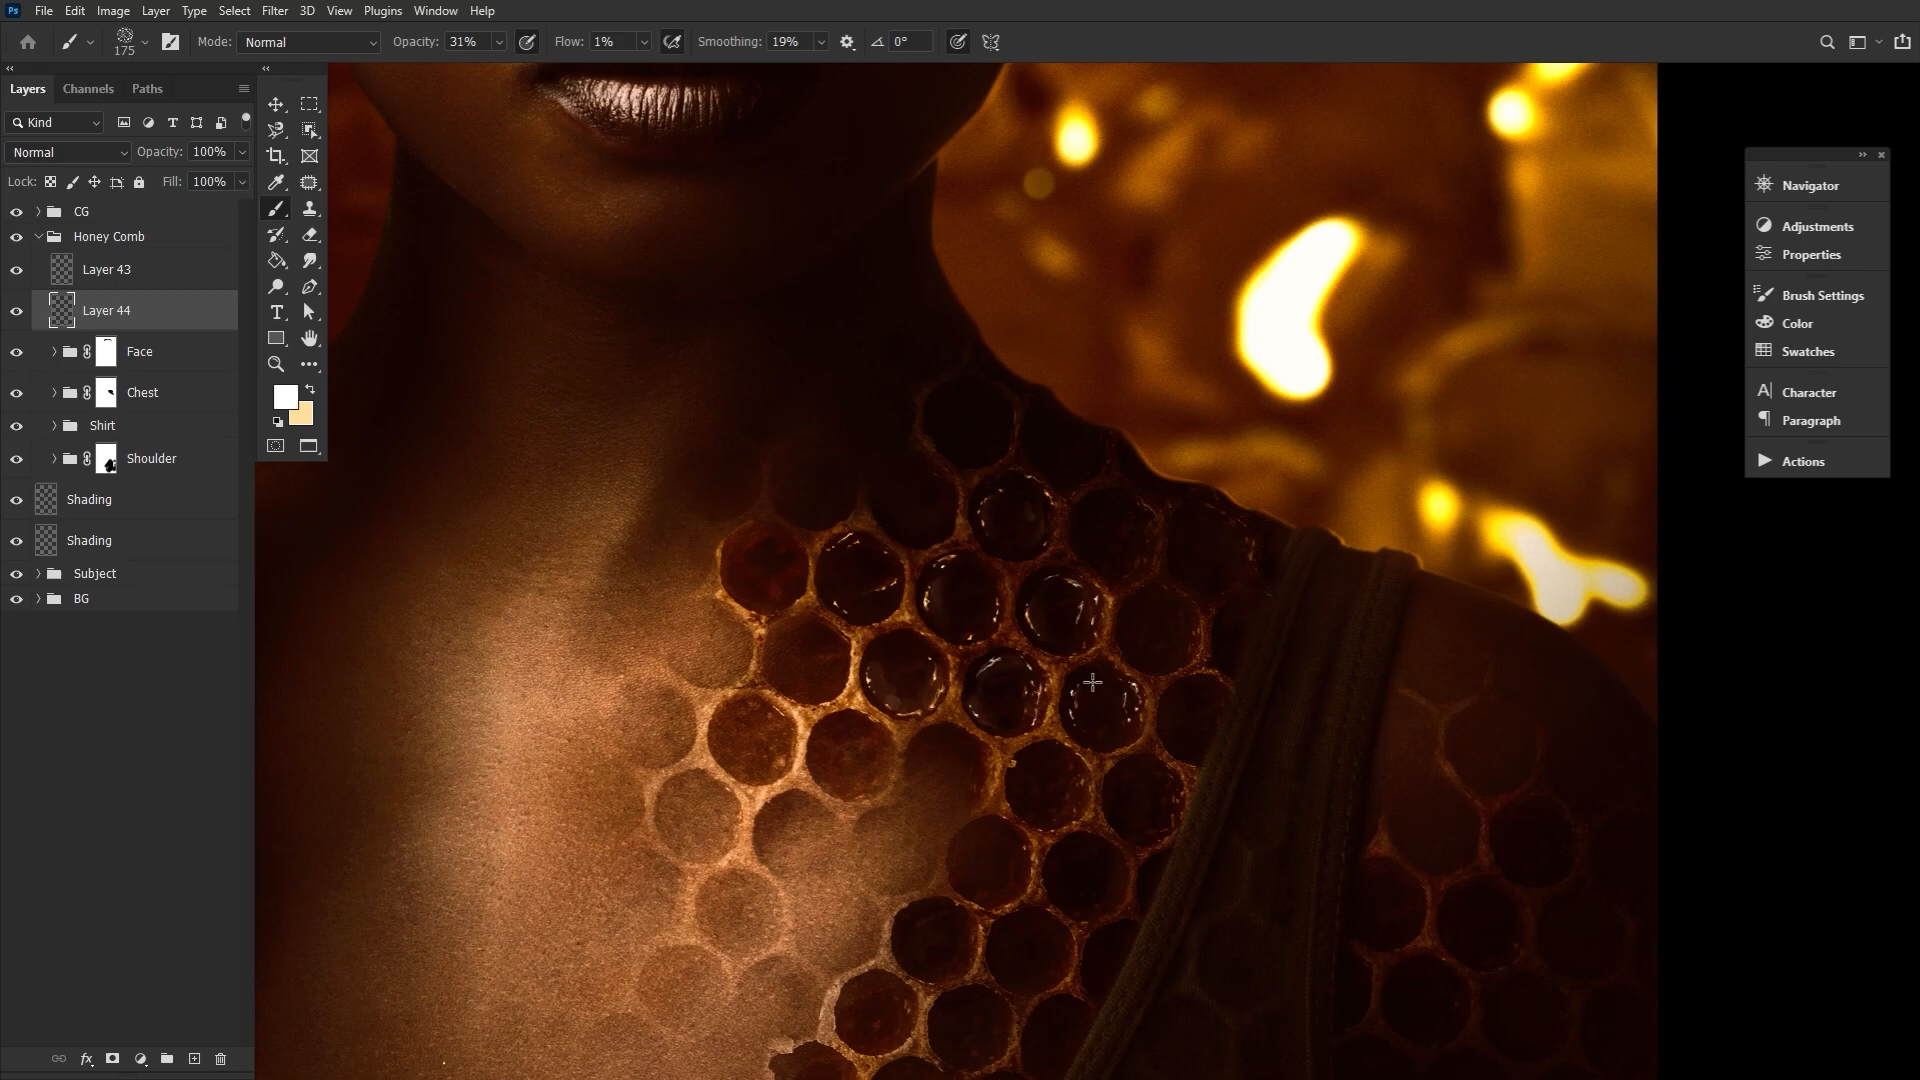 Ps File Edit Image Layer Type Select Filter 3D View Plugins Window Help
175 Mode: Normal Opacity: 31% Flow: 1% Smoothing: 19% 0°
Layers Channels Paths
Kind
Normal Opacity: 100%
Lock: Fill: 100%
CG
Honey Comb
Layer 43
Layer 44
Face
Chest
Shirt
Shoulder
Shading
Shading
Subject
BG
fx
Navigator
Adjustments
Properties
Brush Settings
Color
Swatches
Character
Paragraph
Actions